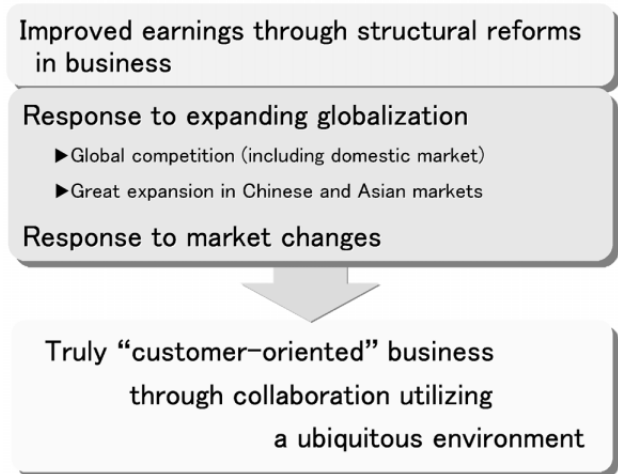 Improved earnings through structural reforms
in business
Response to expanding globalization
▶Global competition (including domestic market)
▶Great expansion in Chinese and Asian markets
Response to market changes
Truly “customer-oriented” business
through collaboration utilizing
a ubiquitous environment